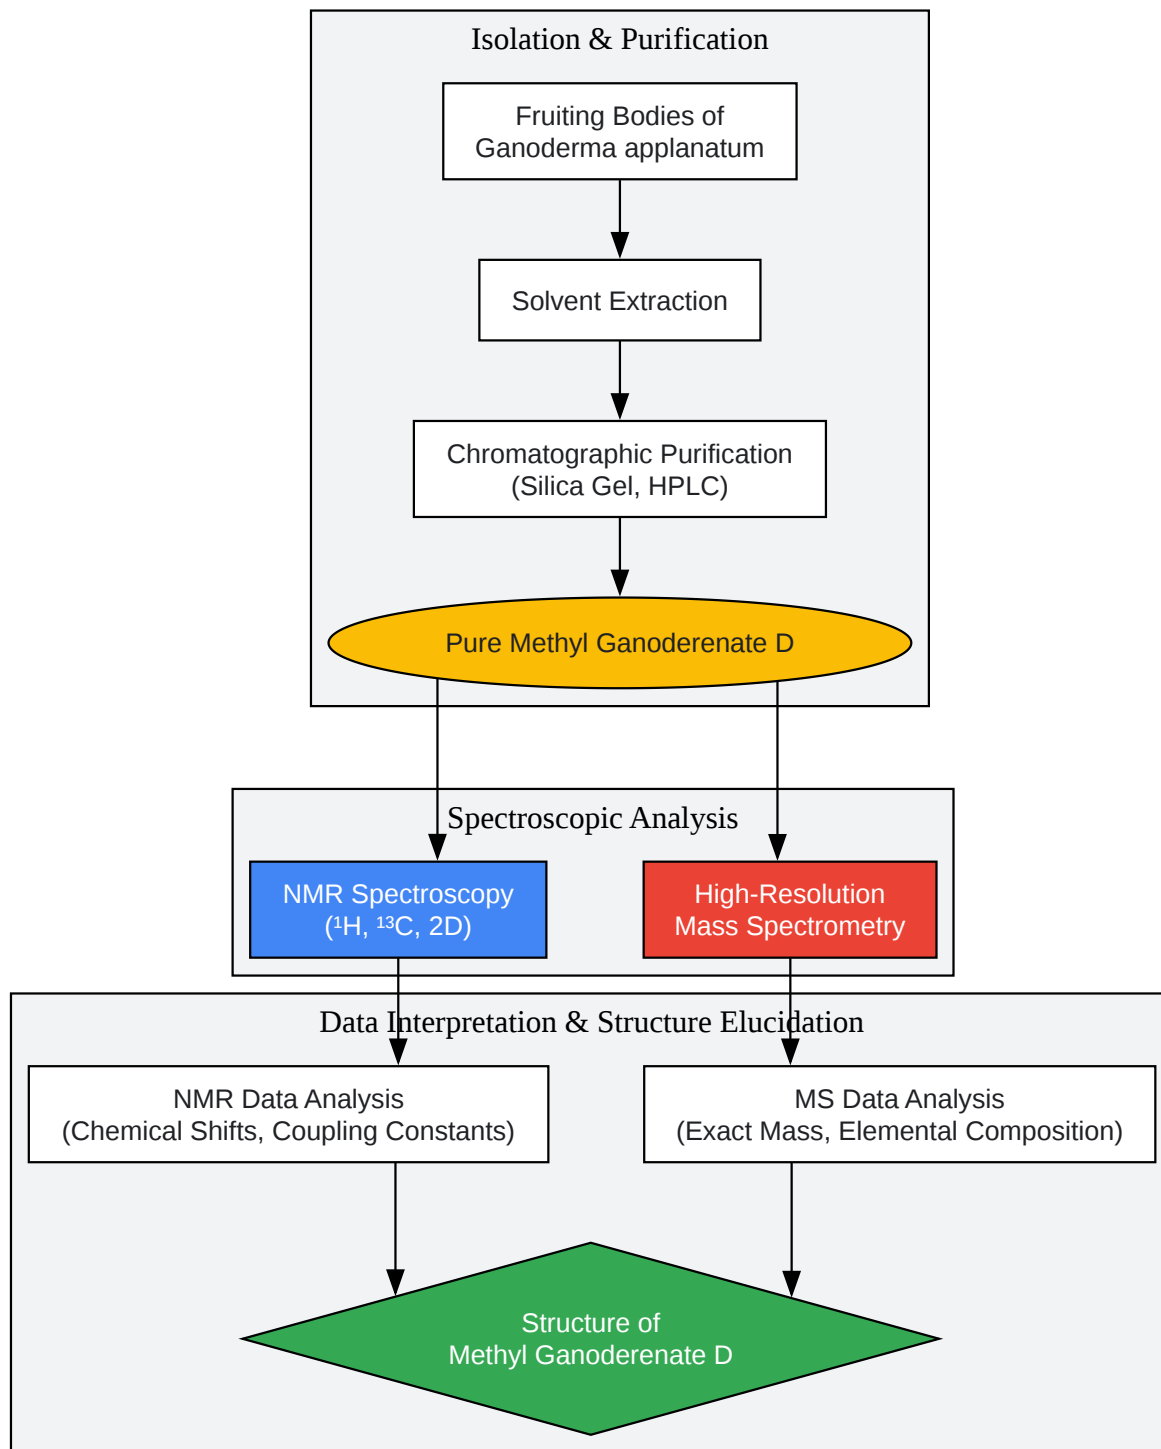 Isolation & Purification
Fruiting Bodies of
Ganoderma applanatum
Solvent Extraction
Chromatographic Purification
(Silica Gel, HPLC)
Pure Methyl Ganoderenate D
Spectroscopic Analysis
NMR Spectroscopy
(¹H, ¹³C, 2D)
High-Resolution
Mass Spectrometry
Data Interpretation & Structure Elucidation
NMR Data Analysis
(Chemical Shifts, Coupling Constants)
MS Data Analysis
(Exact Mass, Elemental Composition)
Structure of
Methyl Ganoderenate D